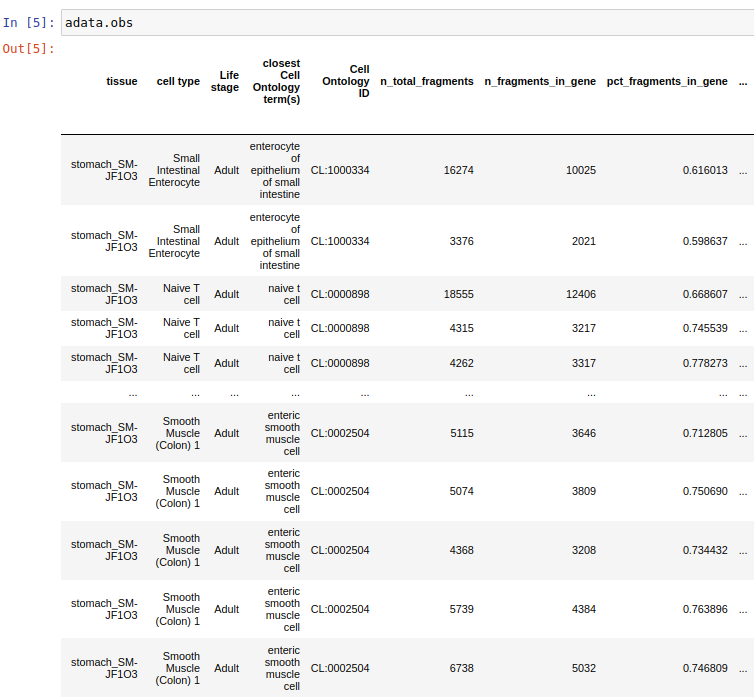 In [5]: adata.obs
Out[5]:
tissue cell type Life stage closest Cell Ontology term(s) Cell Ontology ID n_total_fragments n_fragments_in_gene pct_fragments_in_gene ...
stomach_SM-JF1O3 Small Intestinal Enterocyte Adult enterocyte of epithelium of small intestine CL:1000334 16274 10025 0.616013 ...
stomach_SM-JF1O3 Small Intestinal Enterocyte Adult enterocyte of epithelium of small intestine CL:1000334 3376 2021 0.598637 ...
stomach_SM-JF1O3 Naive T cell Adult naive t cell CL:0000898 18555 12406 0.668607 ...
stomach_SM-JF1O3 Naive T cell Adult naive t cell CL:0000898 4315 3217 0.745539 ...
stomach_SM-JF1O3 Naive T cell Adult naive t cell CL:0000898 4262 3317 0.778273 ...
... ... ... ... ... ... ... ... ...
stomach_SM-JF1O3 Smooth Muscle (Colon) 1 Adult enteric smooth muscle cell CL:0002504 5115 3646 0.712805 ...
stomach_SM-JF1O3 Smooth Muscle (Colon) 1 Adult enteric smooth muscle cell CL:0002504 5074 3809 0.750690 ...
stomach_SM-JF1O3 Smooth Muscle (Colon) 1 Adult enteric smooth muscle cell CL:0002504 4368 3208 0.734432 ...
stomach_SM-JF1O3 Smooth Muscle (Colon) 1 Adult enteric smooth muscle cell CL:0002504 5739 4384 0.763896 ...
stomach_SM-JF1O3 Smooth Muscle (Colon) 1 Adult enteric smooth muscle cell CL:0002504 6738 5032 0.746809 ...